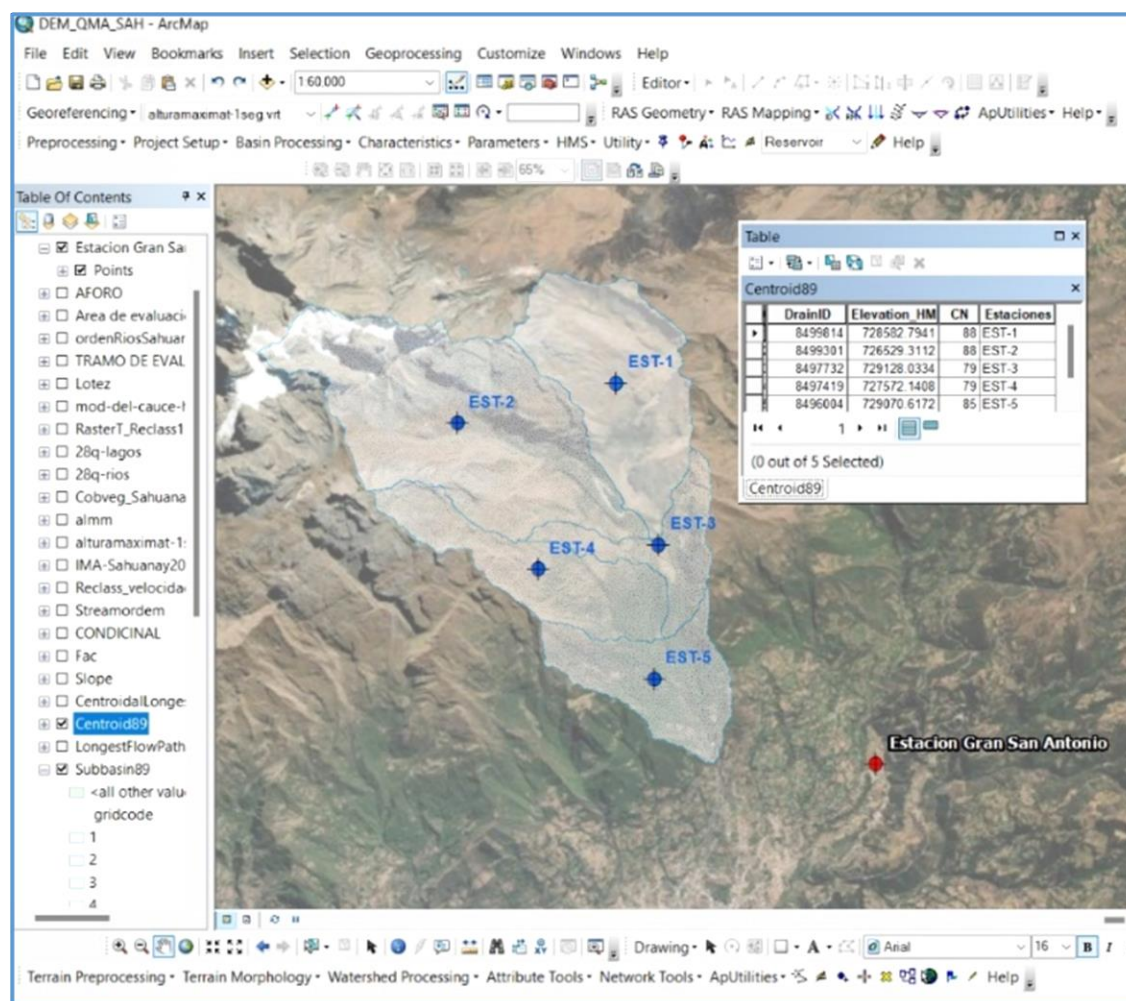 DEM_QMA_SAH - ArcMap
File Edit View Bookmarks Insert Selection Geoprocessing Customize Windows Help
1:60,000 Editor
Georeferencing alturamaximat-1seg.vrt RAS Geometry RAS Mapping ApUtilities Help
Preprocessing Project Setup Basin Processing Characteristics Parameters HMS Utility Reservoir Help
65%
Table Of Contents
Estacion Gran Sa
Points
AFORO
Area de evaluaci
ordenRiosSahuar
TRAMO DE EVAL
Lotez
mod-del-cauce-h
RasterT_Reclass1
28q-lagos
28q-rios
Cobveg_Sahuana
almm
alturamaximat-1
IMA-Sahuanay20
Reclass_velocida
Streamordem
CONDICINAL
Fac
Slope
CentroidalLonge
Centroid89
LongestFlowPath
Subbasin89
<all other valu
gridcode
1
2
3
4
EST-1
EST-2
EST-3
EST-4
EST-5
Estacion Gran San Antonio
Table
Centroid89
DrainID Elevation_HM CN Estaciones
8499814 728582.7941 88 EST-1
8499301 726529.3112 88 EST-2
8497732 729128.0334 79 EST-3
8497419 727572.1408 79 EST-4
8496004 729070.6172 85 EST-5
1
(0 out of 5 Selected)
Centroid89
Drawing A Arial 16 B I
Terrain Preprocessing Terrain Morphology Watershed Processing Attribute Tools Network Tools ApUtilities Help